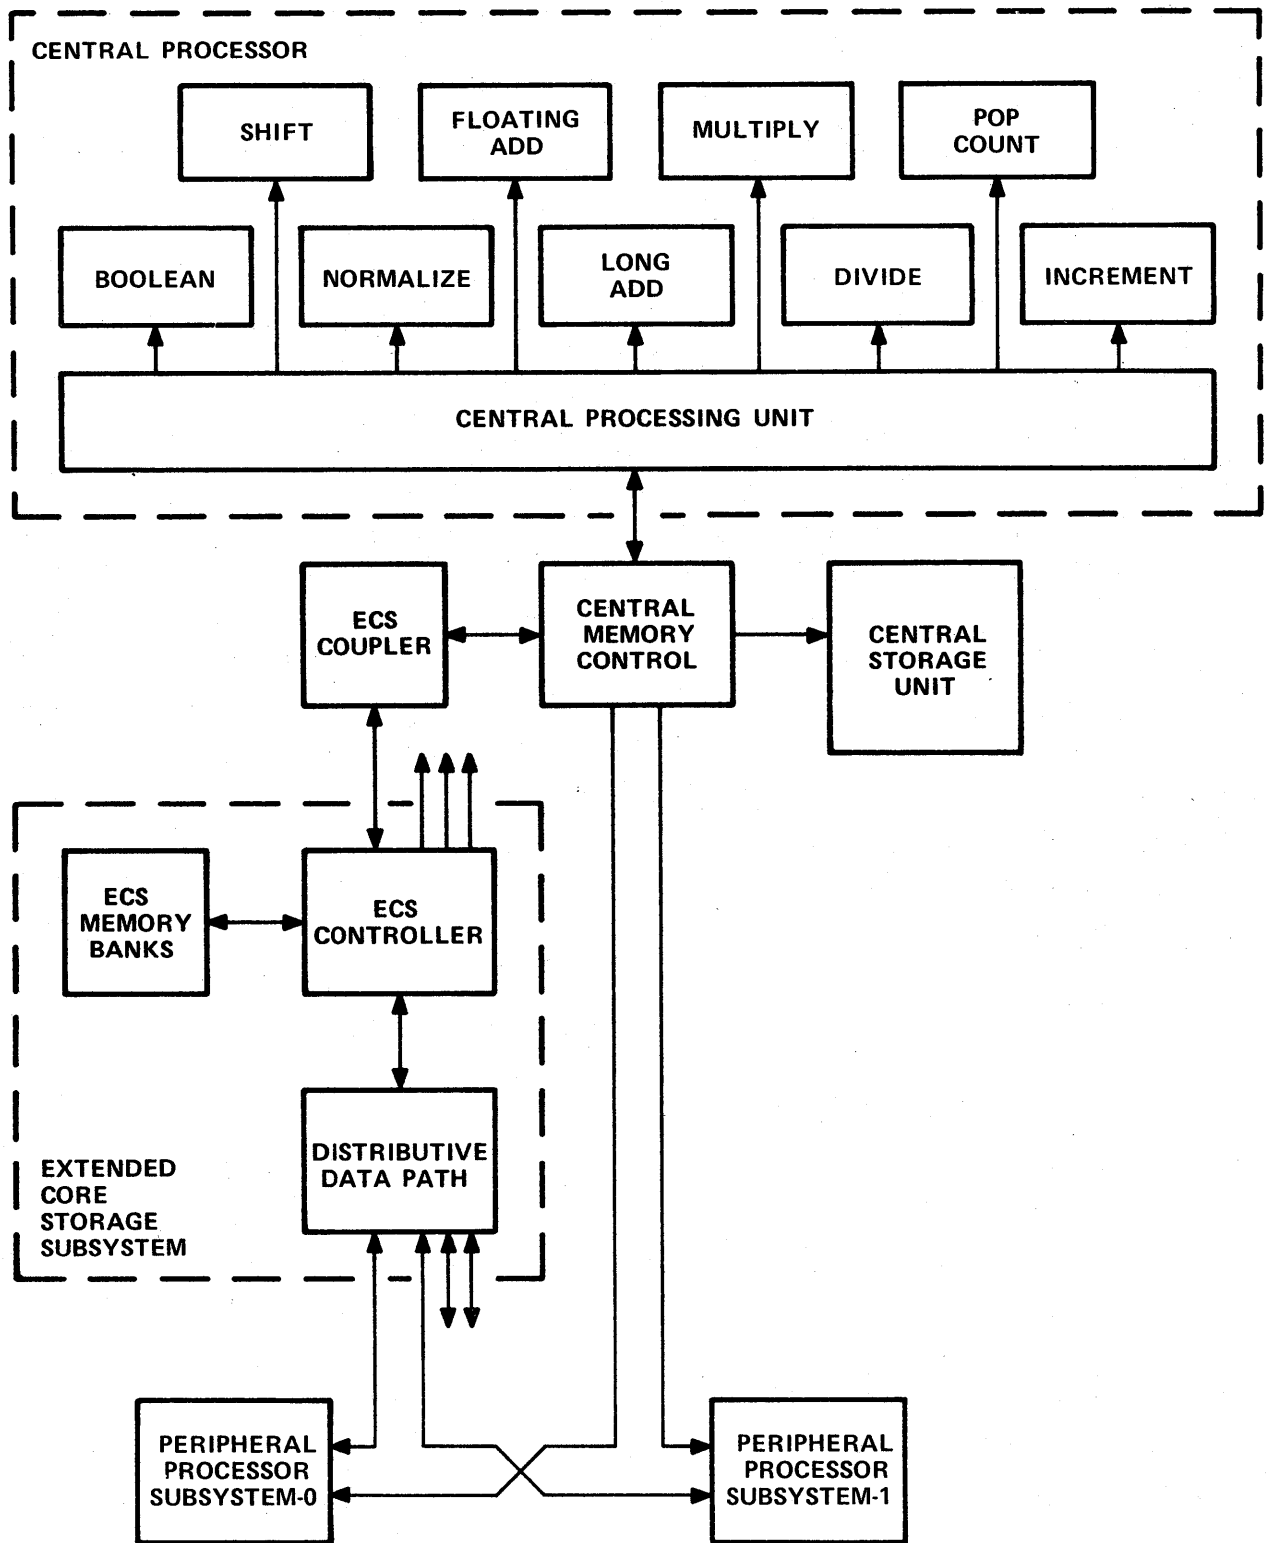 CENTRAL PROCESSOR
SHIFT
FLOATING
ADD
MULTIPLY
POP
COUNT
BOOLEAN
NORMALIZE
LONG
ADD
DIVIDE
INCREMENT
CENTRAL PROCESSING UNIT
ECS
COUPLER
CENTRAL
MEMORY
CONTROL
CENTRAL
STORAGE
UNIT
ECS
MEMORY
BANKS
ECS
CONTROLLER
DISTRIBUTIVE
DATA PATH
EXTENDED
CORE
STORAGE
SUBSYSTEM
PERIPHERAL
PROCESSOR
SUBSYSTEM-0
PERIPHERAL
PROCESSOR
SUBSYSTEM-1